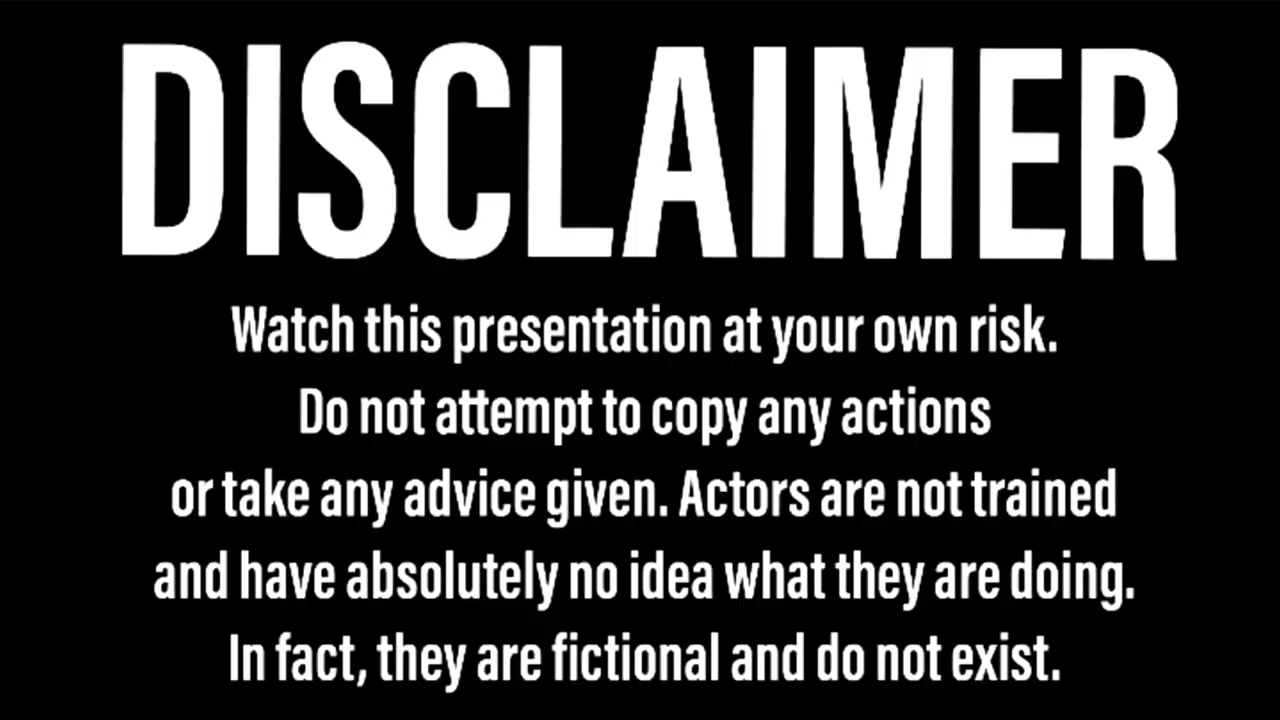 DISCLAIMER
Watch this presentation at your own risk.
Do not attempt to copy any actions
or take any advice given. Actors are not trained
and have absolutely no idea what they are doing.
In fact, they are fictional and do not exist.